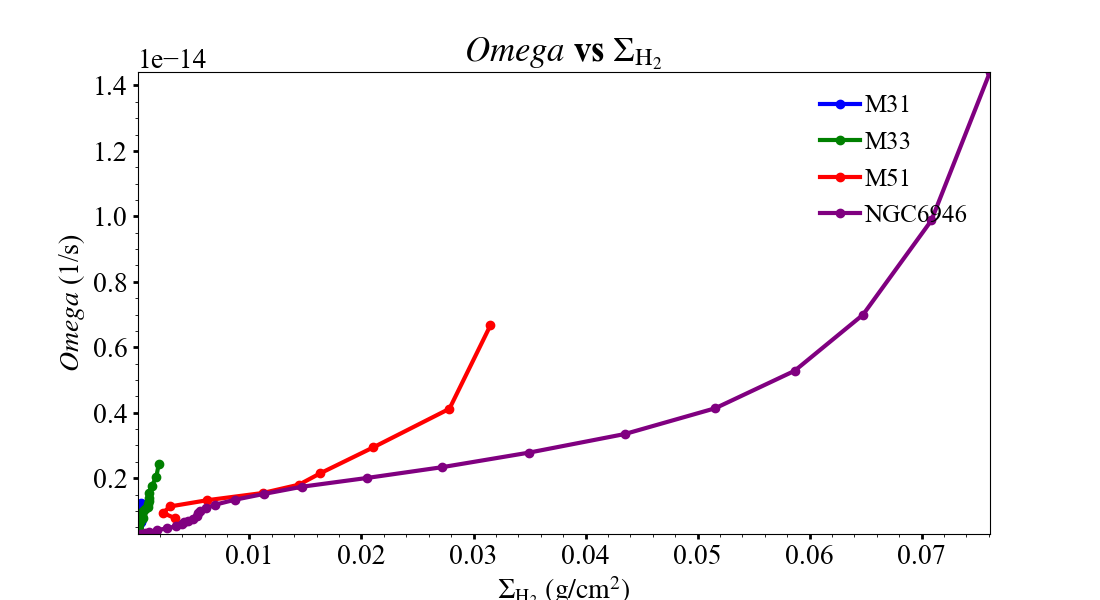 Omega vs Σ_H₂
1e−14
1.4
1.2
1.0
0.8
0.6
0.4
0.2
Omega (1/s)
M31
M33
M51
NGC6946
0.01 0.02 0.03 0.04 0.05 0.06 0.07
Σ_H₂ (g/cm²)